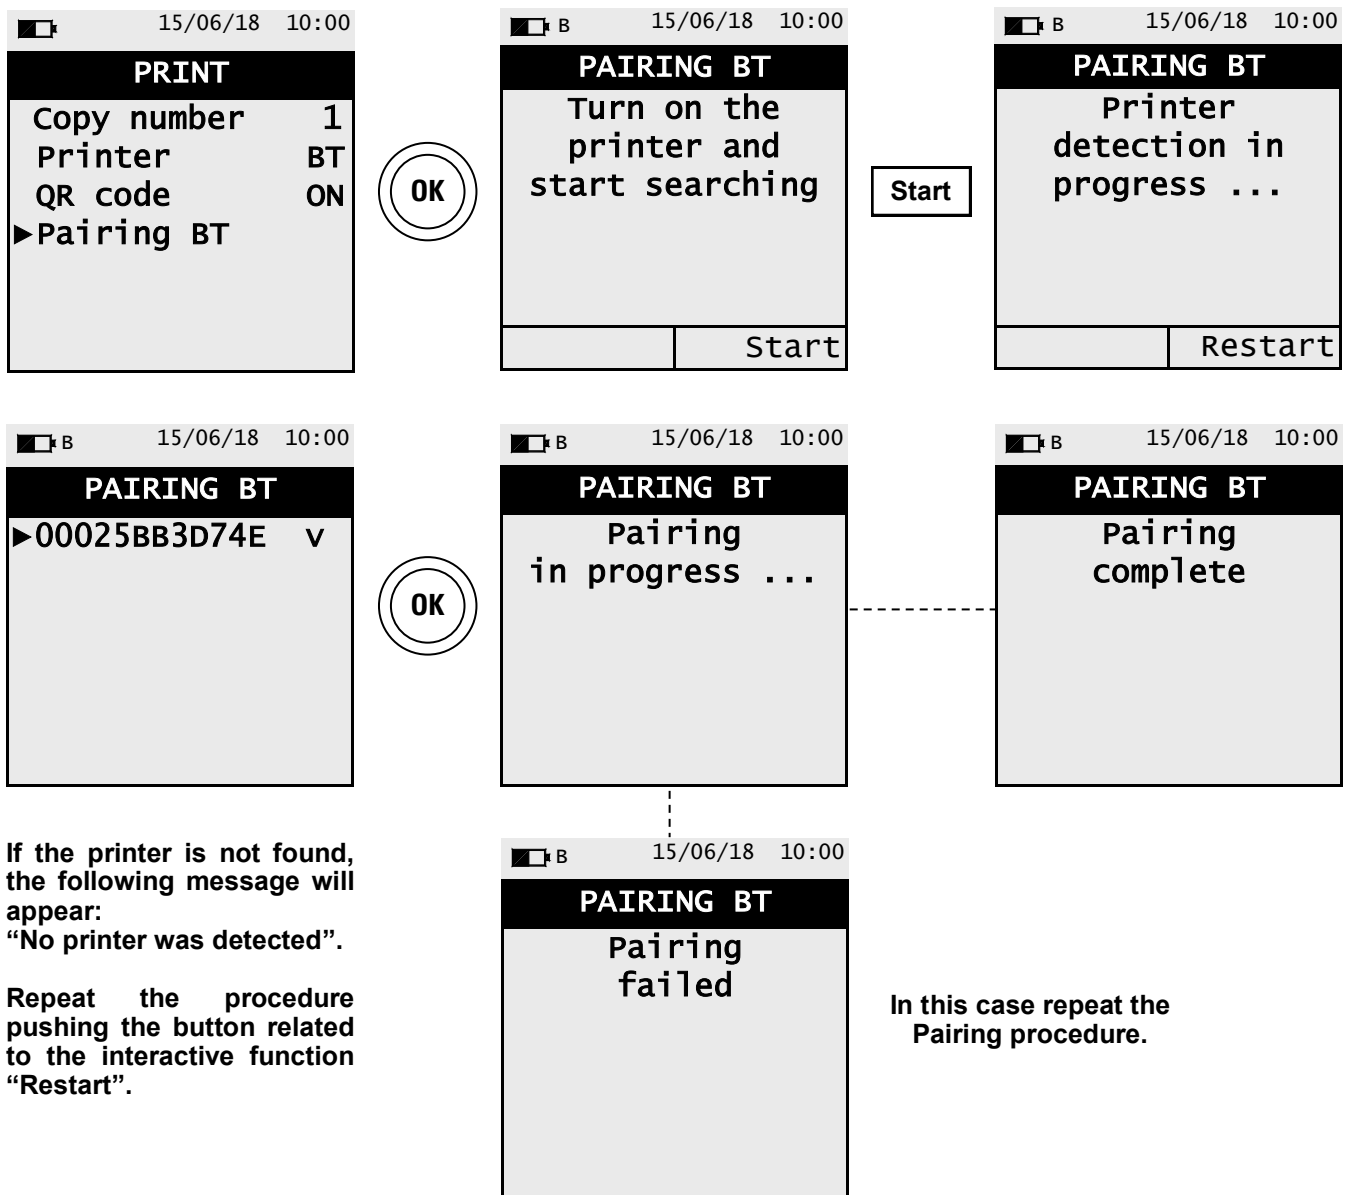 15/06/18 10:00
PRINT
Copy number 1
Printer BT
QR code ON
►Pairing BT
OK
B 15/06/18 10:00
PAIRING BT
Turn on the
printer and
start searching
Start
Start
B 15/06/18 10:00
PAIRING BT
Printer
detection in
progress ...
Restart
B 15/06/18 10:00
PAIRING BT
►00025BB3D74E v
OK
B 15/06/18 10:00
PAIRING BT
Pairing
in progress ...
B 15/06/18 10:00
PAIRING BT
Pairing
complete
If the printer is not found,
the following message will
appear:
“No printer was detected”.
Repeat the procedure
pushing the button related
to the interactive function
“Restart”.
B 15/06/18 10:00
PAIRING BT
Pairing
failed
In this case repeat the
Pairing procedure.